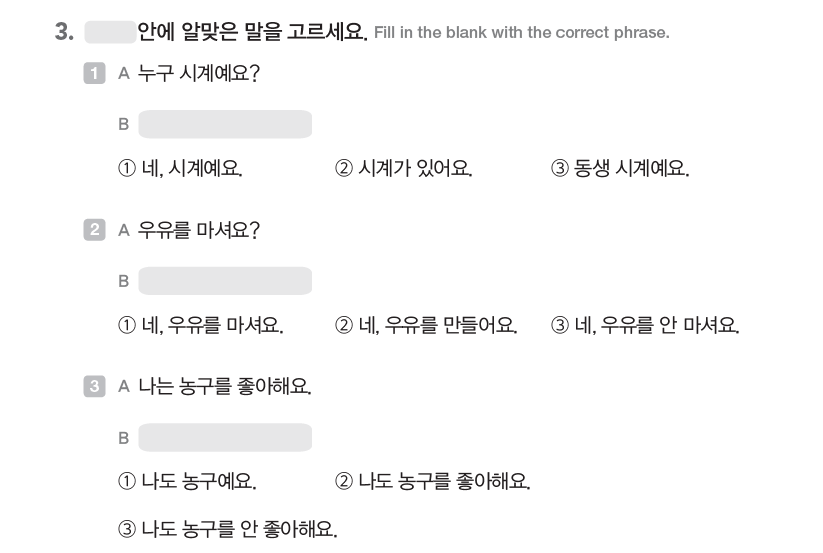 3. 안에 알맞은 말을 고르세요. Fill in the blank with the correct phrase.
1 A 누구 시계예요?
B
① 네, 시계예요. ② 시계가 있어요. ③ 동생 시계예요.
2 A 우유를 마셔요?
B
① 네, 우유를 마셔요. ② 네, 우유를 만들어요. ③ 네, 우유를 안 마셔요.
3 A 나는 농구를 좋아해요.
B
① 나도 농구예요. ② 나도 농구를 좋아해요.
③ 나도 농구를 안 좋아해요.